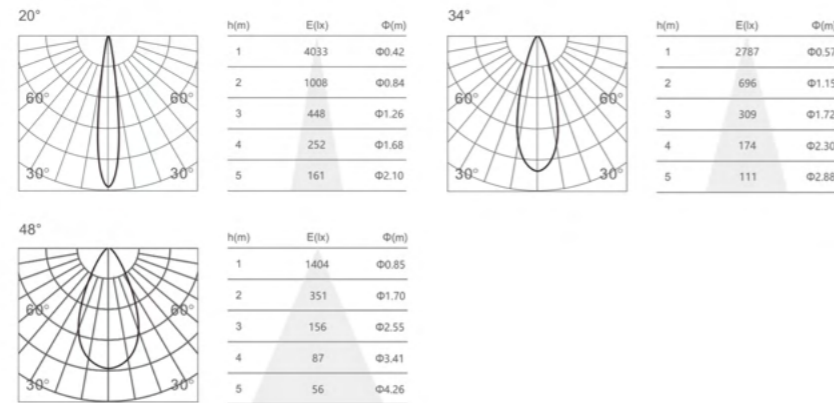 20°
60° 60°
30° 30°
h(m) E(lx) Φ(m)
1 4033 Φ0.42
2 1008 Φ0.84
3 448 Φ1.26
4 252 Φ1.68
5 161 Φ2.10
34°
60° 60°
30° 30°
h(m) E(lx) Φ(m)
1 2787 Φ0.57
2 696 Φ1.15
3 309 Φ1.72
4 174 Φ2.30
5 111 Φ2.88
48°
60° 60°
30° 30°
h(m) E(lx) Φ(m)
1 1404 Φ0.85
2 351 Φ1.70
3 156 Φ2.55
4 87 Φ3.41
5 56 Φ4.26